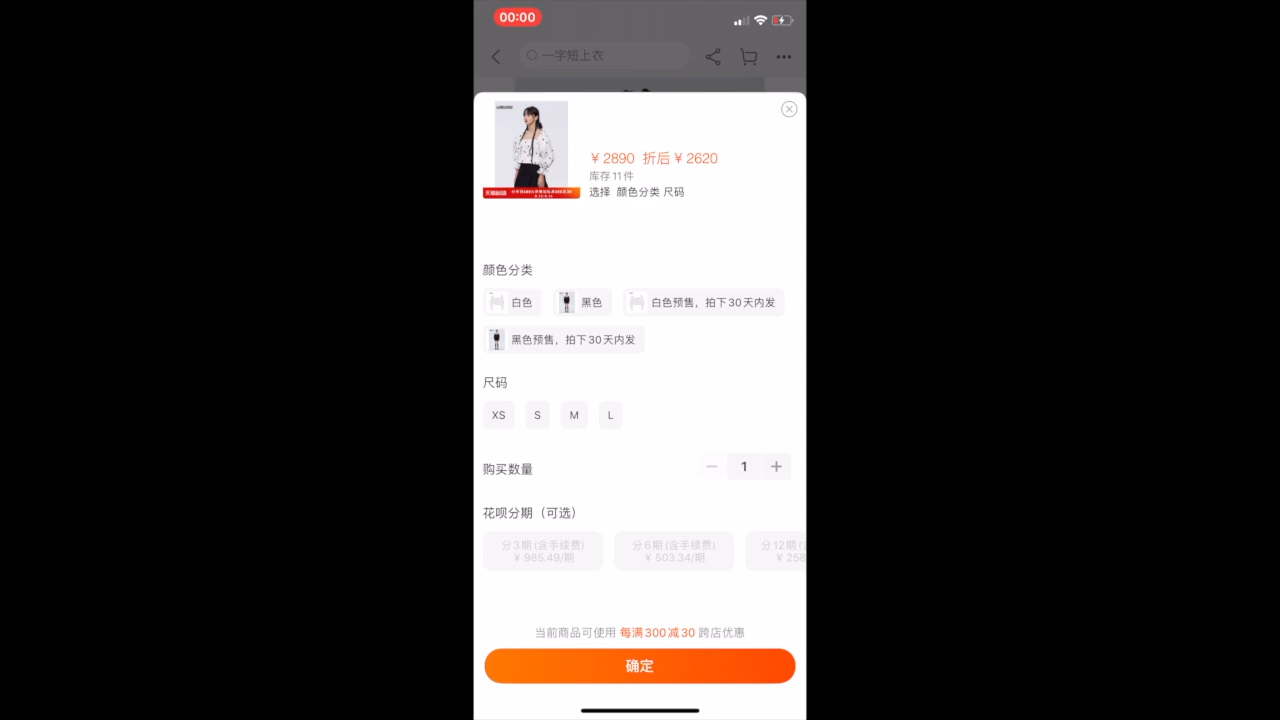 00:00
一字短上衣
¥ 2890 折后 ¥ 2620
库存11件
选择 颜色分类 尺码
颜色分类
白色
黑色
白色预售，拍下30天内发
黑色预售，拍下30天内发
尺码
XS
S
M
L
购买数量
1
花呗分期（可选）
分3期(含手续费)
¥ 985.49/期
分6期(含手续费)
¥ 503.34/期
分12期(
¥ 258
当前商品可使用 每满300减30 跨店优惠
确定